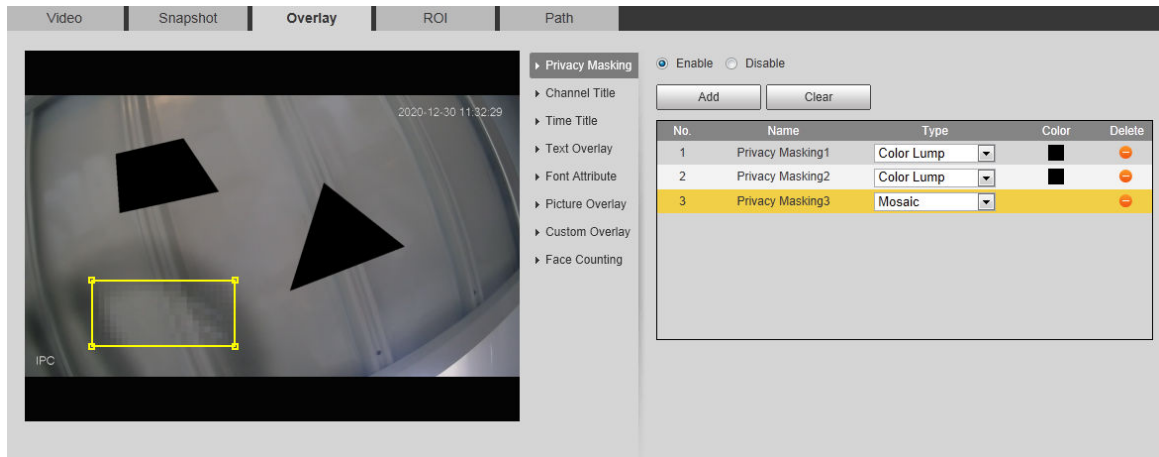 Video Snapshot Overlay ROI Path
2020-12-30 11:32:29
IPC
Privacy Masking
Channel Title
Time Title
Text Overlay
Font Attribute
Picture Overlay
Custom Overlay
Face Counting
Enable Disable
Add Clear
No. Name Type Color Delete
1 Privacy Masking1 Color Lump
2 Privacy Masking2 Color Lump
3 Privacy Masking3 Mosaic